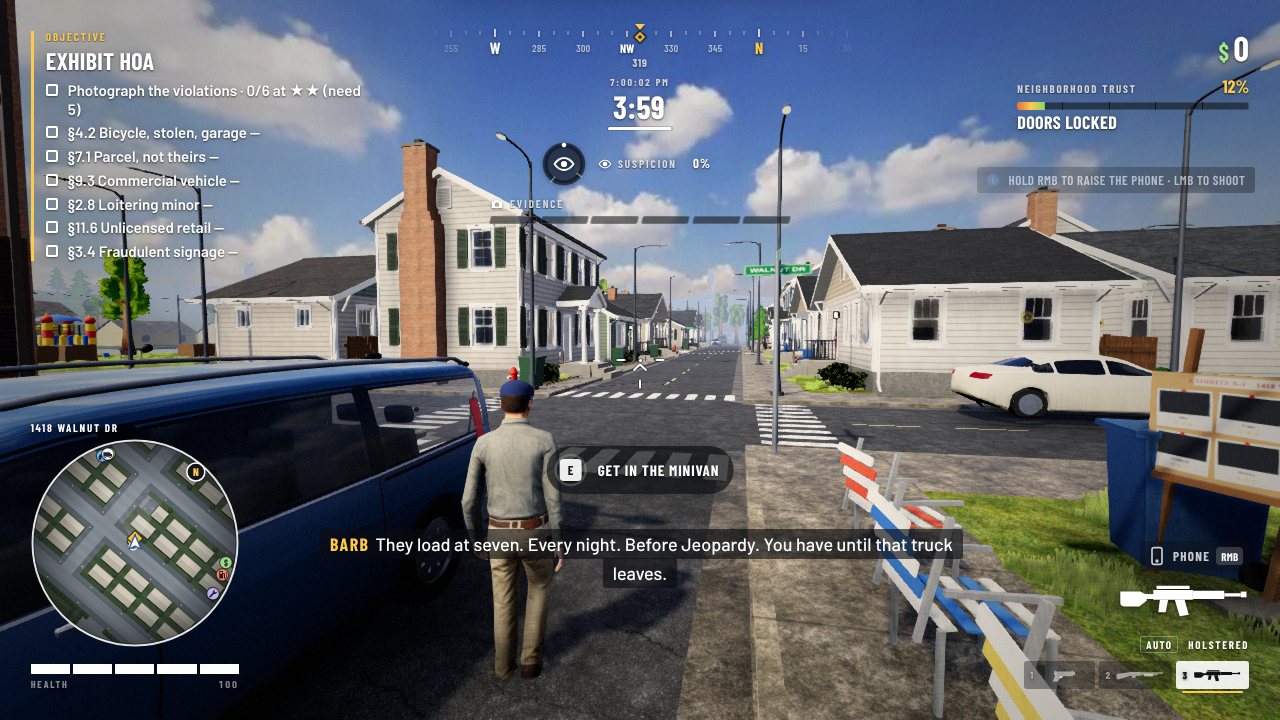 OBJECTIVE
EXHIBIT HOA
Photograph the violations · 0/6 at ★★ (need
5)
§4.2 Bicycle, stolen, garage —
§7.1 Parcel, not theirs —
§9.3 Commercial vehicle —
§2.8 Loitering minor —
§11.6 Unlicensed retail —
§3.4 Fraudulent signage —
255 W 285 300 NW 330 345 N 15 30
319
7:00:02 PM
3:59
SUSPICION 0%
EVIDENCE
$0
NEIGHBORHOOD TRUST 12%
DOORS LOCKED
HOLD RMB TO RAISE THE PHONE · LMB TO SHOOT
WALNUT DR
E GET IN THE MINIVAN
BARB They load at seven. Every night. Before Jeopardy. You have until that truck
leaves.
1418 WALNUT DR
N
$
HEALTH 100
PHONE RMB
AUTO HOLSTERED
1 2 3